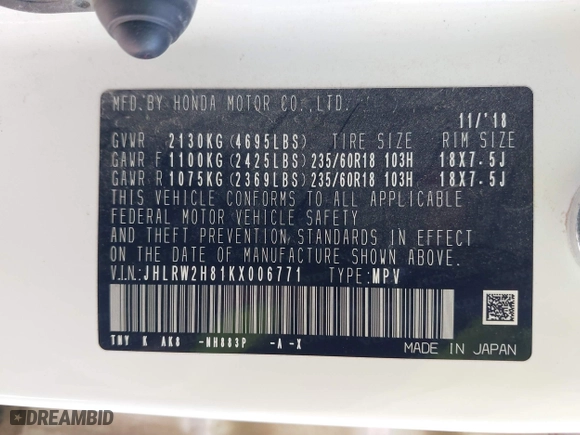 MFD.BY HONDA MOTOR CO.,LTD.
11/'18
GVWR 2130KG(4695LBS) TIRE SIZE RIM SIZE
GAWR F 1100KG(2425LBS) 235/60R18 103H 18X7.5J
GAWR R 1075KG(2369LBS) 235/60R18 103H 18X7.5J
THIS VEHICLE CONFORMS TO ALL APPLICABLE
FEDERAL MOTOR VEHICLE SAFETY
AND THEFT PREVENTION STANDARDS IN EFFECT
ON THE DATE OF MANUFACTURE SHOWN ABOVE.
V.I.N:JHLRW2H81KX006771 TYPE:MPV
TNY K AK8 -NH883P -A -X
MADE IN JAPAN
DREAMBID